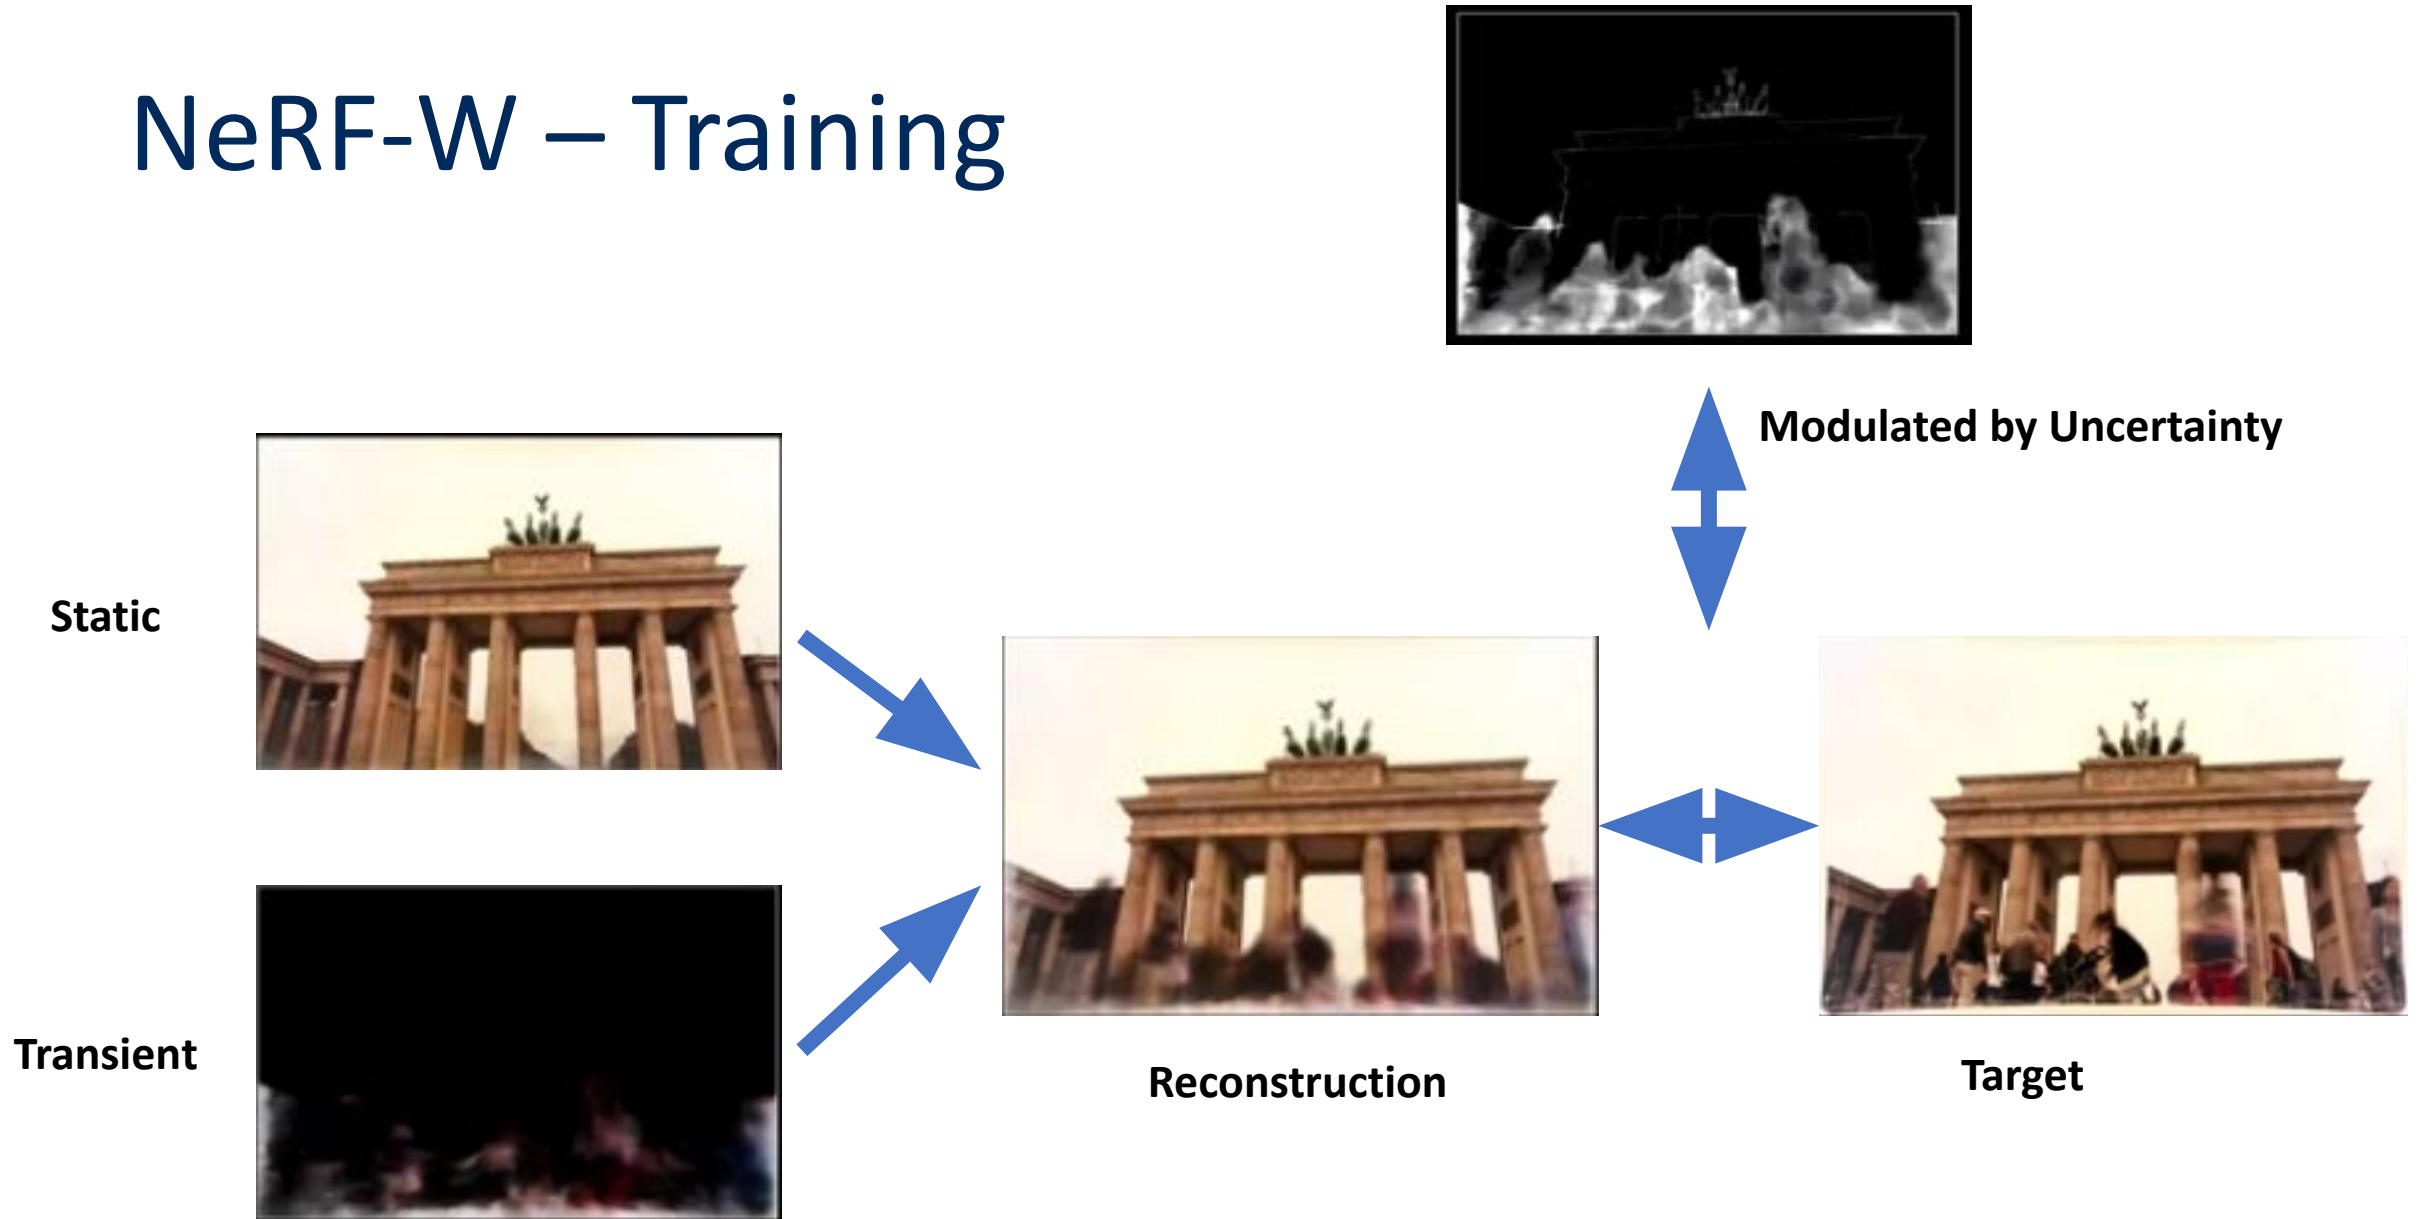 NeRF-W – Training
Modulated by Uncertainty
Static
Transient
Reconstruction
Target